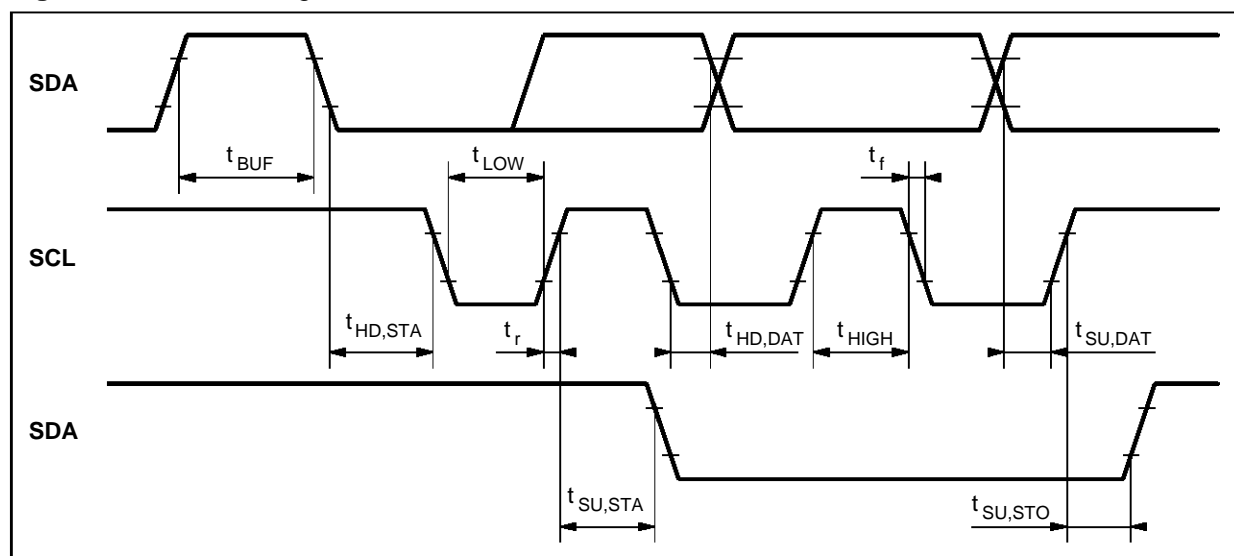 SDA
t BUF
t LOW
t f
SCL
t HD,STA
t r
t HD,DAT
t HIGH
t SU,DAT
SDA
t SU,STA
t SU,STO